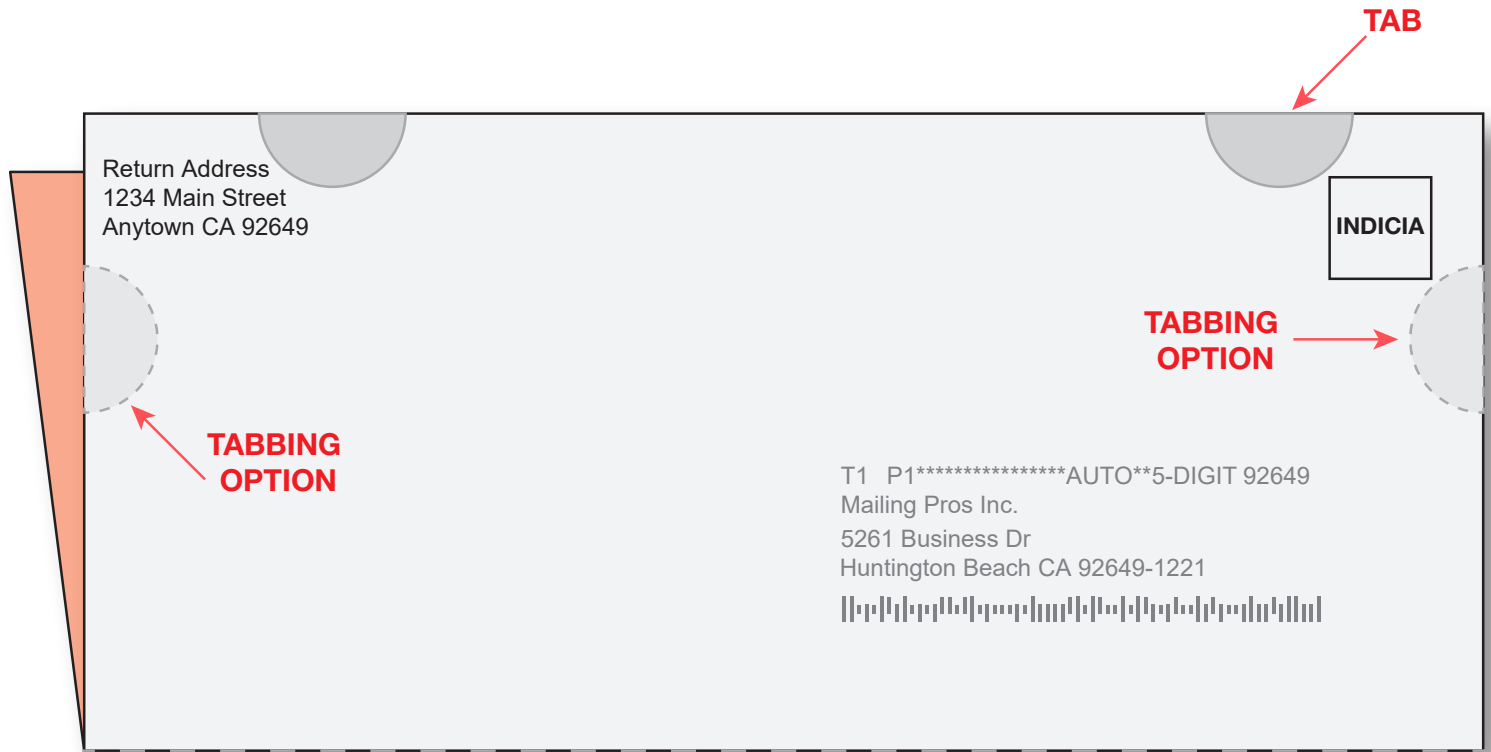 TAB
Return Address
1234 Main Street
Anytown CA 92649
INDICIA
TABBING
OPTION
TABBING
OPTION
T1 P1****************AUTO**5-DIGIT 92649
Mailing Pros Inc.
5261 Business Dr
Huntington Beach CA 92649-1221